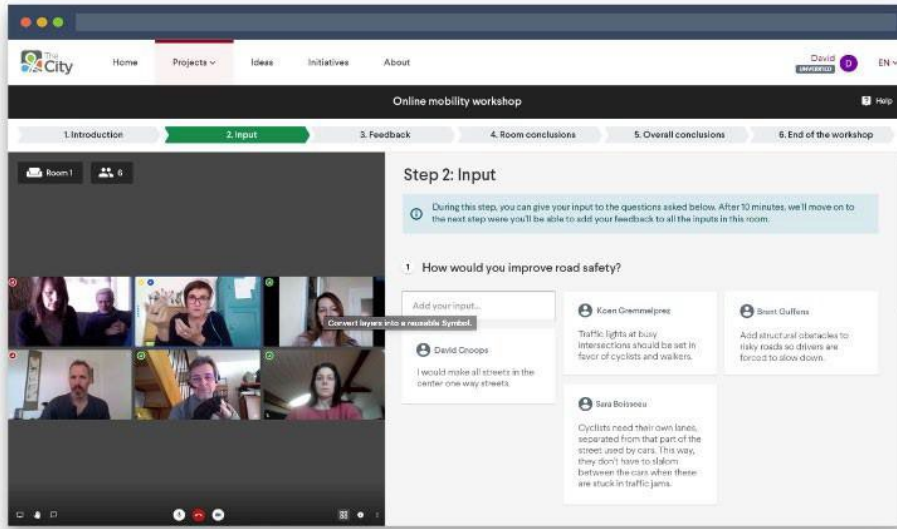 The
City
Home
Projects
Ideas
Initiatives
About
David
UNVERIFIED
D
EN
Online mobility workshop
Help
1. Introduction
2. Input
3. Feedback
4. Room conclusions
5. Overall conclusions
6. End of the workshop
Room 1
6
Step 2: Input
During this step, you can give your input to the questions asked below. After 10 minutes, we'll move on to
the next step were you'll be able to add your feedback to all the inputs in this room.
1 How would you improve road safety?
Add your input...
Convert layers into a reusable Symbol.
David Gnoops
I would make all streets in the
center one way streets.
Koen Gremmelprez
Traffic lights at busy
intersections should be set in
favor of cyclists and walkers.
Brent Guffens
Add structural obstacles to
risky roads so drivers are
forced to slow down.
Sara Boisseau
Cyclists need their own lanes,
separated from that part of the
street used by cars. This way,
they don't have to slalom
between the cars when these
are stuck in traffic jams.